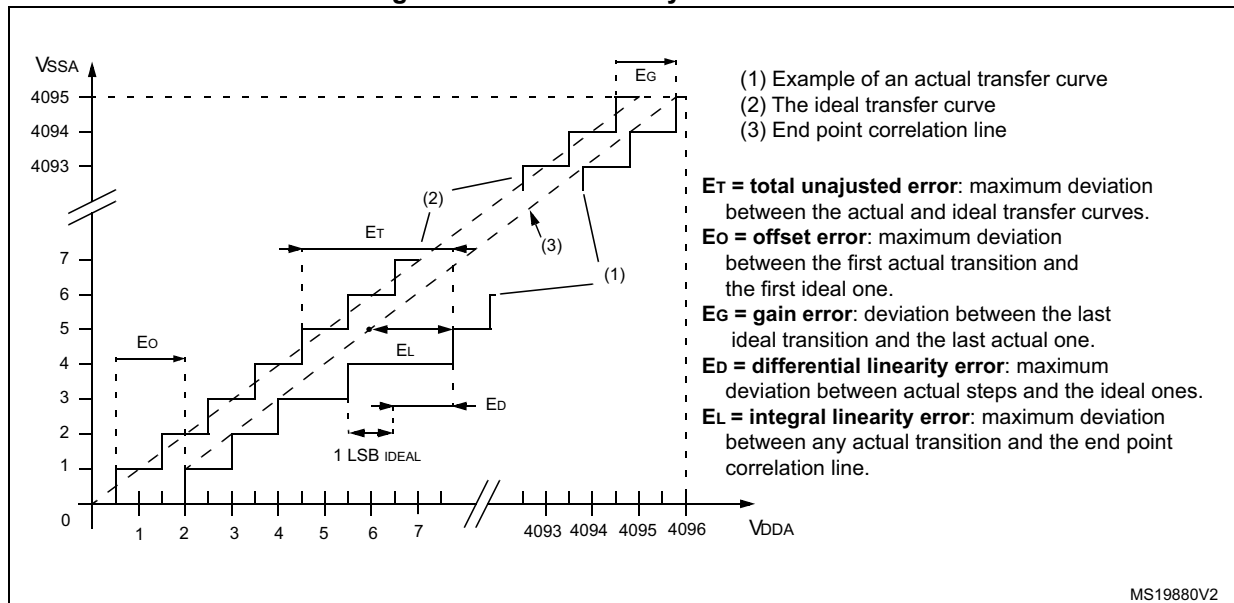 VSSA
EG
4095
4094
4093
(1) Example of an actual transfer curve
(2) The ideal transfer curve
(3) End point correlation line
ET = total unajusted error: maximum deviation
between the actual and ideal transfer curves.
EO = offset error: maximum deviation
between the first actual transition and
the first ideal one.
EG = gain error: deviation between the last
ideal transition and the last actual one.
ED = differential linearity error: maximum
deviation between actual steps and the ideal ones.
EL = integral linearity error: maximum deviation
between any actual transition and the end point
correlation line.
(2)
ET
(3)
(1)
7
6
5
4
3
2
1
0
EO
EL
ED
1 LSB IDEAL
1 2 3 4 5 6 7 4093 4094 4095 4096
VDDA
MS19880V2